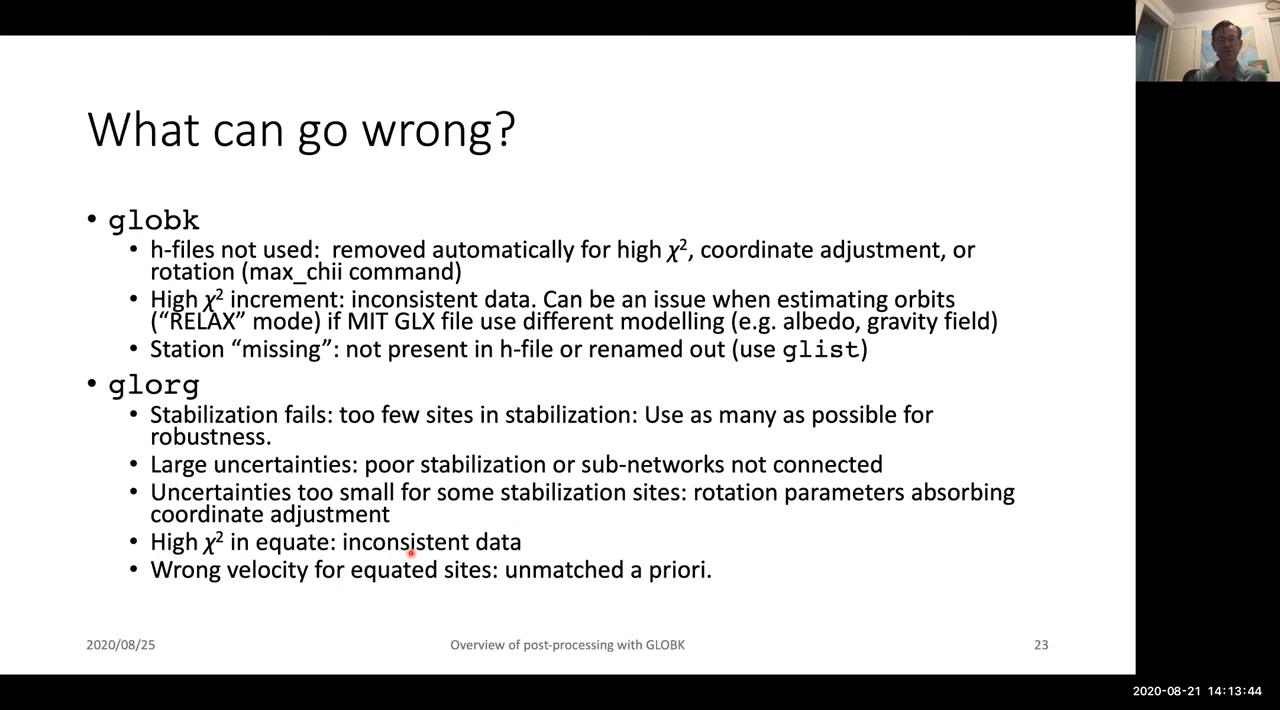 What can go wrong?
• globk
• h-files not used: removed automatically for high χ², coordinate adjustment, or
rotation (max_chii command)
• High χ² increment: inconsistent data. Can be an issue when estimating orbits
(“RELAX” mode) if MIT GLX file use different modelling (e.g. albedo, gravity field)
• Station “missing”: not present in h-file or renamed out (use glist)
• glorg
• Stabilization fails: too few sites in stabilization: Use as many as possible for
robustness.
• Large uncertainties: poor stabilization or sub-networks not connected
• Uncertainties too small for some stabilization sites: rotation parameters absorbing
coordinate adjustment
• High χ² in equate: inconsistent data
• Wrong velocity for equated sites: unmatched a priori.
2020/08/25
Overview of post-processing with GLOBK
23
2020-08-21 14:13:44